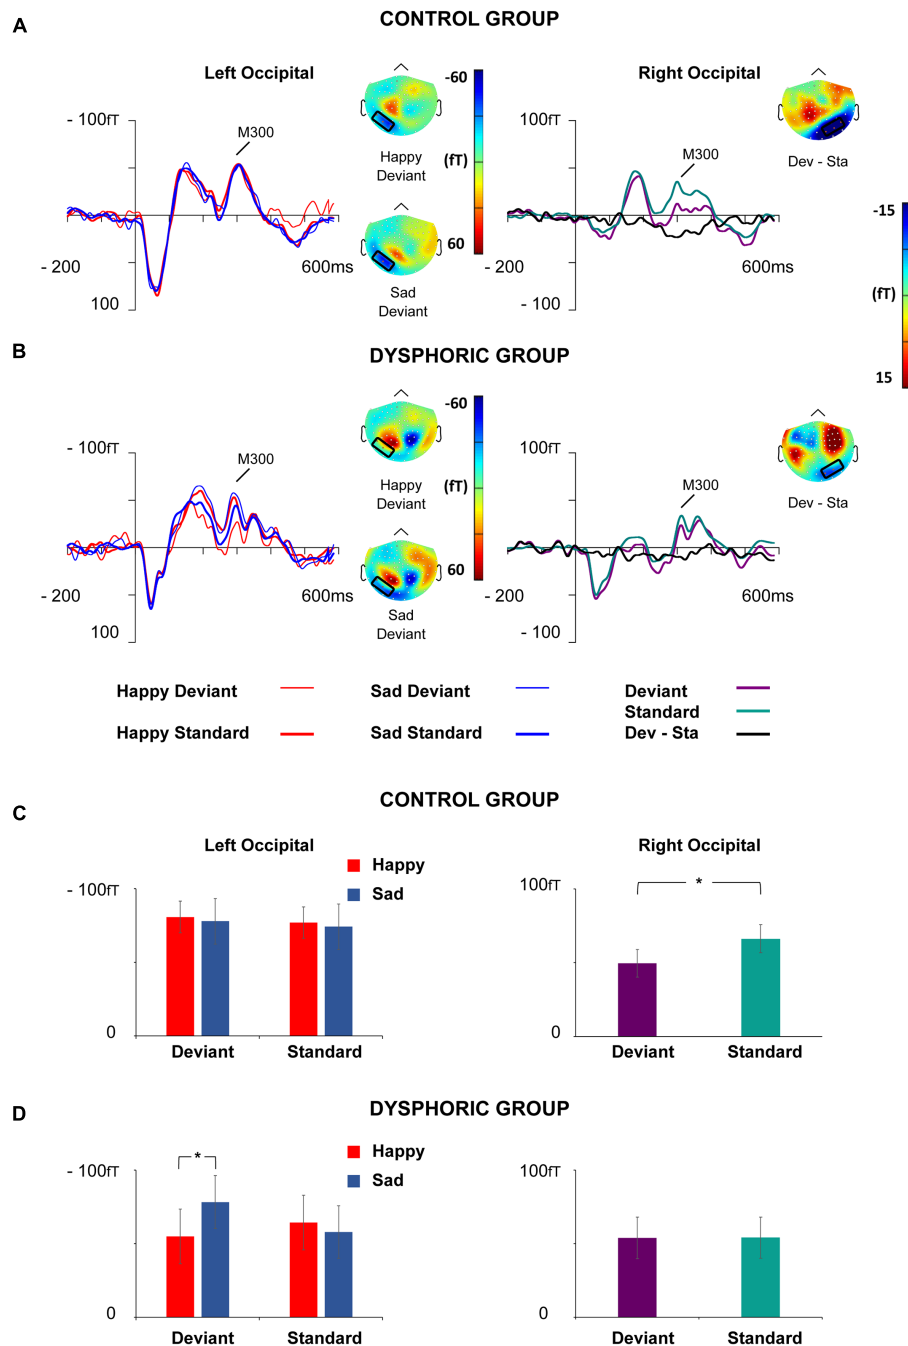 A
CONTROL GROUP
Left Occipital
Right Occipital
- 100fT
M300
- 200
600ms
100
Happy
Deviant
Sad
Deviant
-60
(fT)
60
100fT
M300
- 200
600ms
- 100
Dev - Sta
-15
(fT)
15
B
DYSPHORIC GROUP
- 100fT
M300
- 200
600ms
100
Happy
Deviant
Sad
Deviant
-60
(fT)
60
100fT
M300
- 200
600ms
- 100
Dev - Sta
Happy Deviant
Sad Deviant
Deviant
Standard
Happy Standard
Sad Standard
Dev - Sta
C
CONTROL GROUP
Left Occipital
Right Occipital
Happy
Sad
- 100fT
0
Deviant
Standard
100fT
*
0
Deviant
Standard
D
DYSPHORIC GROUP
Happy
Sad
- 100fT
*
0
Deviant
Standard
100fT
0
Deviant
Standard